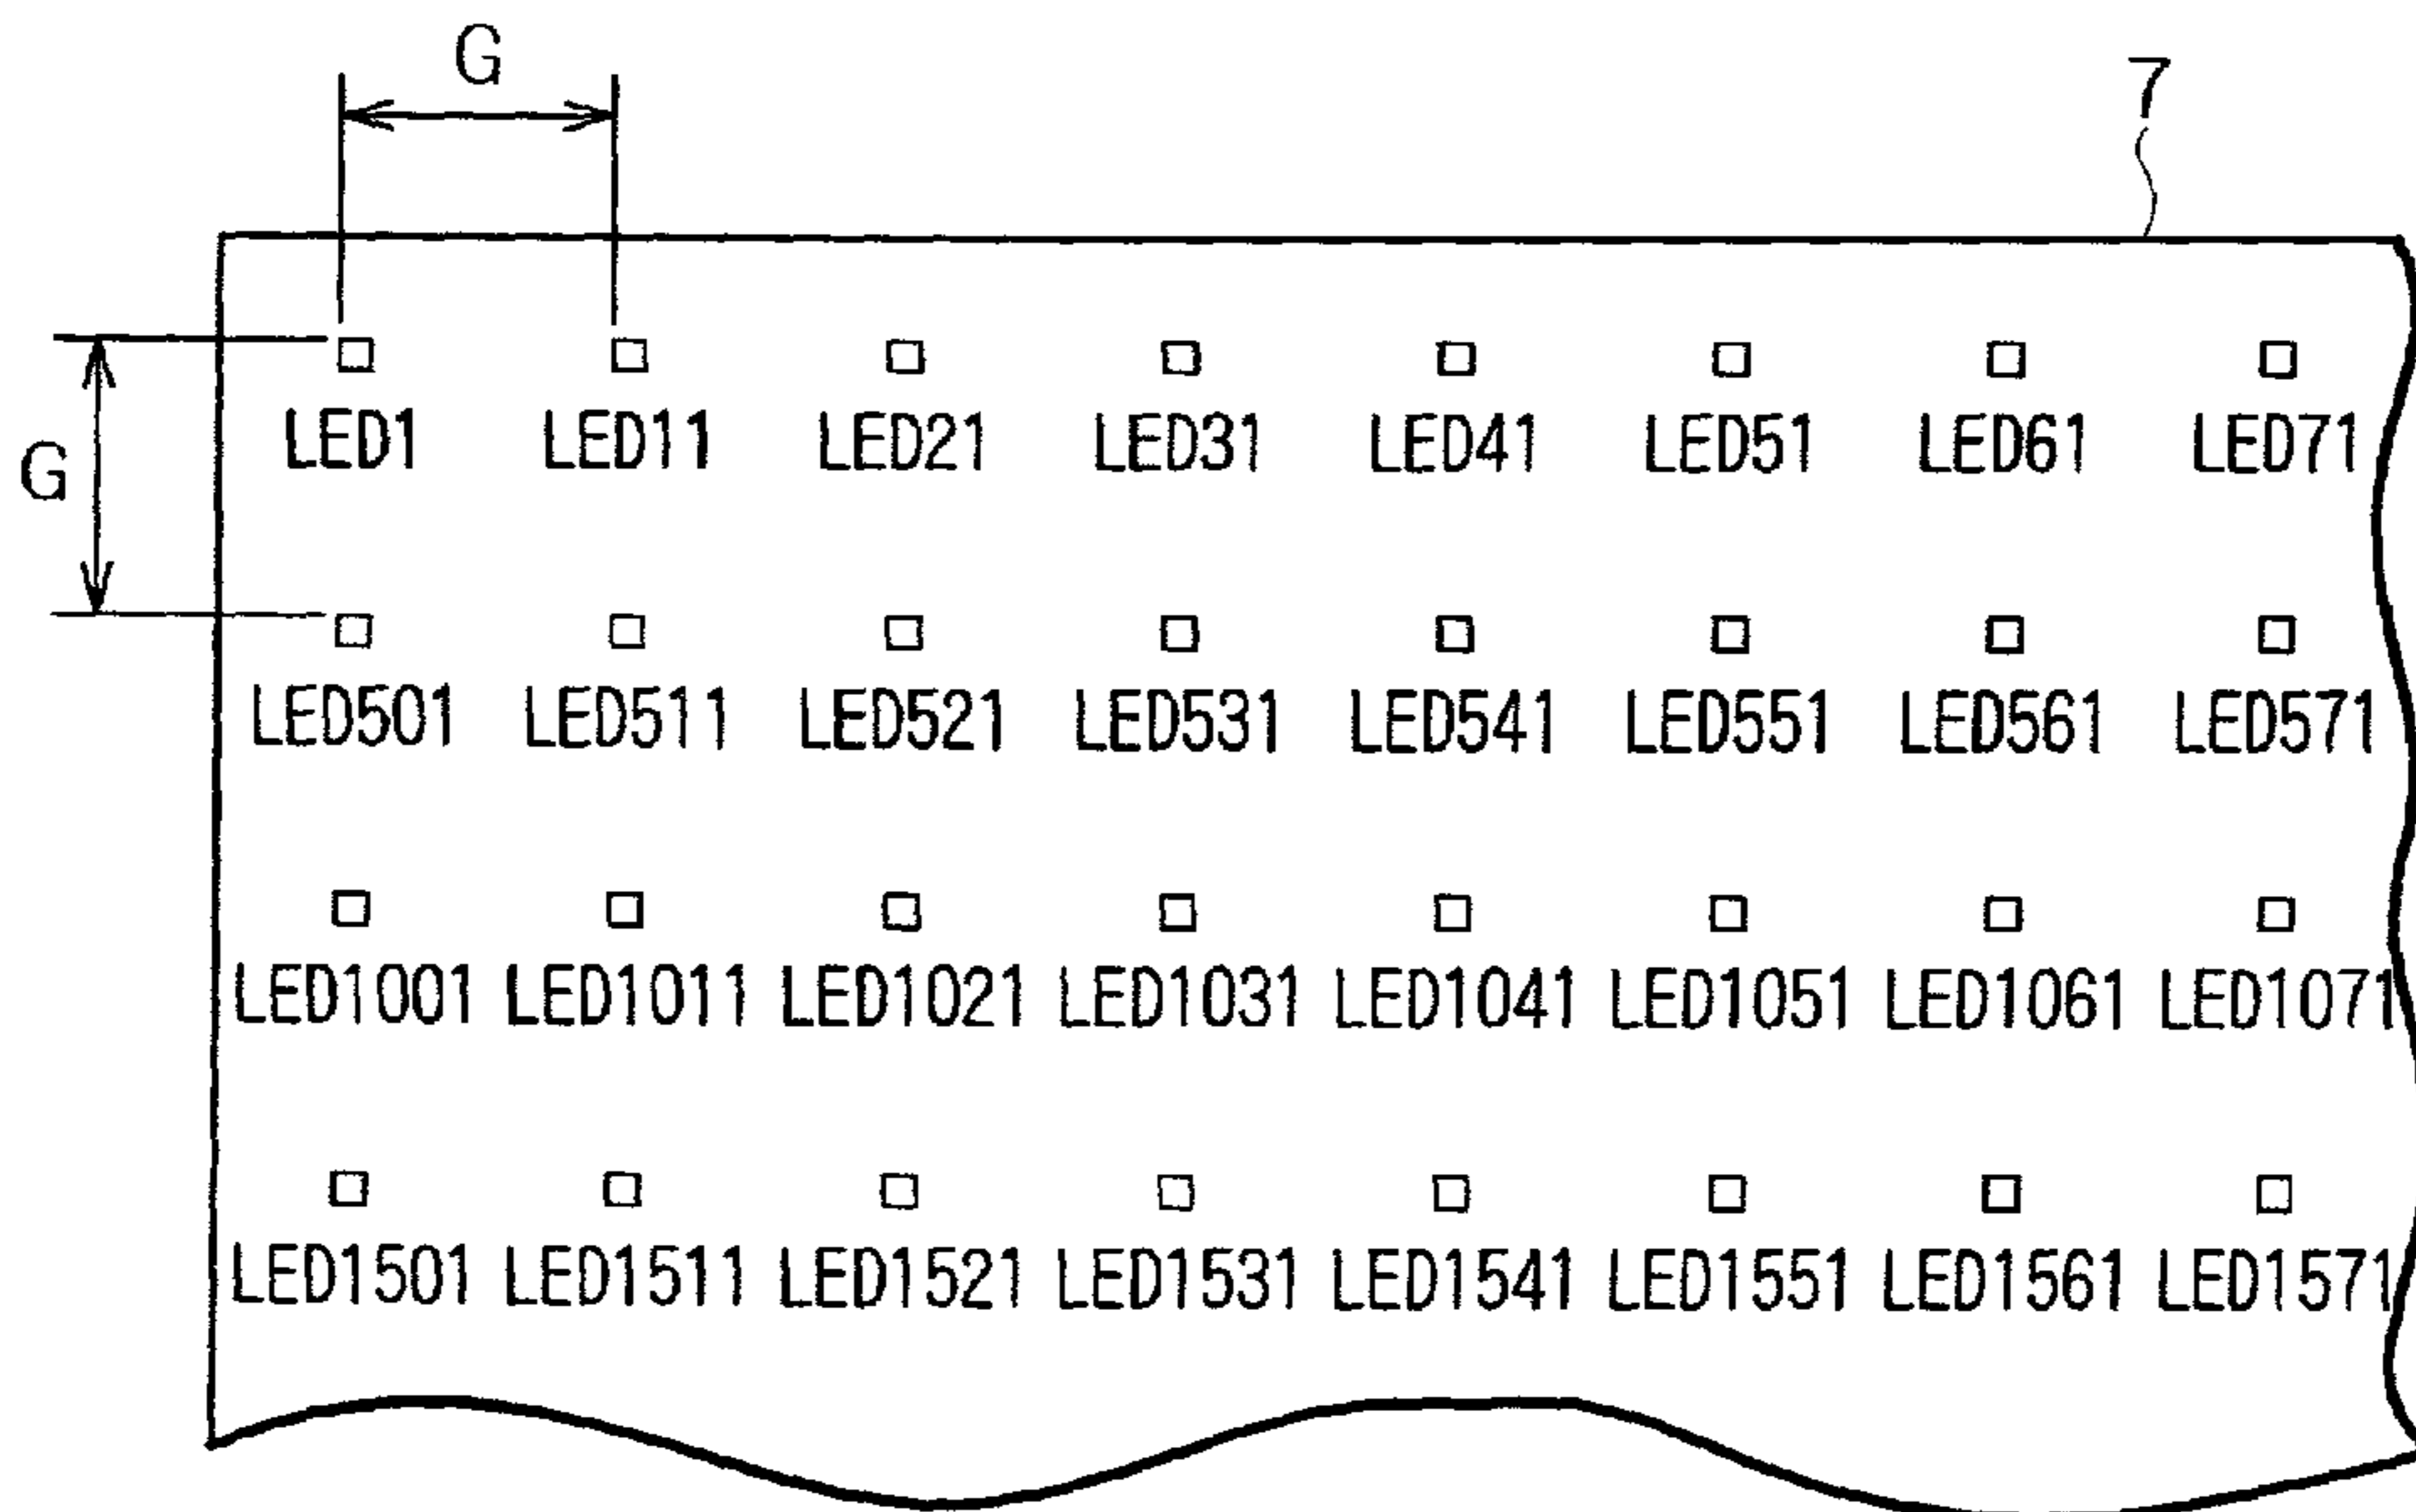 G
7
LED1 LED11 LED21 LED31 LED41 LED51 LED61 LED71
G
LED501 LED511 LED521 LED531 LED541 LED551 LED561 LED571
LED1001 LED1011 LED1021 LED1031 LED1041 LED1051 LED1061 LED1071
LED1501 LED1511 LED1521 LED1531 LED1541 LED1551 LED1561 LED1571